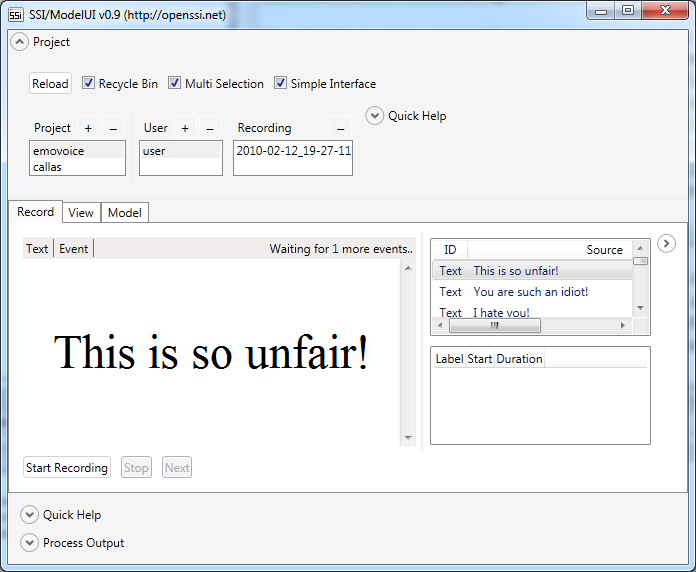 SSI SSI/ModelUI v0.9 (http://openssi.net)
Project
Reload Recycle Bin Multi Selection Simple Interface
Quick Help
Project + – User + – Recording –
emovoice user 2010-02-12_19-27-11
callas
Record View Model
Text Event Waiting for 1 more events..
ID Source
Text This is so unfair!
Text You are such an idiot!
Text I hate you!
This is so unfair!
Label Start Duration
Start Recording Stop Next
Quick Help
Process Output